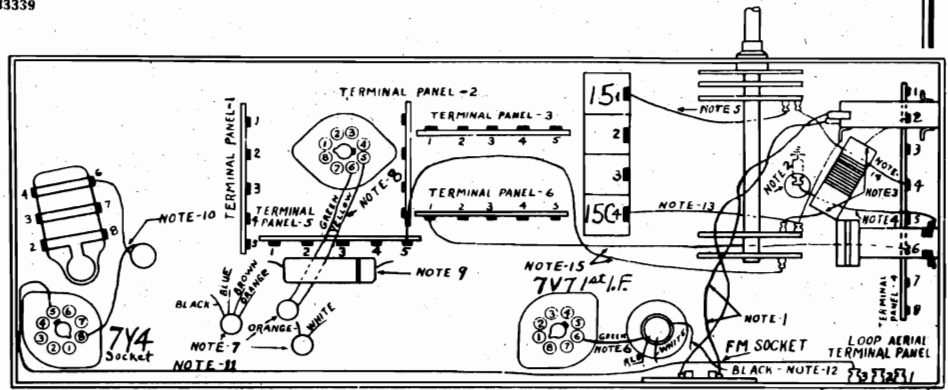 33339
TERMINAL PANEL-1
1
2
3
4
5
TERMINAL PANEL-2
TERMINAL PANEL-3
1 2 3 4 5
TERMINAL PANEL-6
1 2 3 4 5
TERMINAL PANEL-5
1 2 3 4 5
GREEN
YELLOW
NOTE-8
NOTE 9
NOTE-10
6
7
8
4
3
2
7Y4
Socket
BLACK
BLUE
BROWN
ORANGE
ORANGE
WHITE
NOTE-7
NOTE-11
151
2
3
15C4
NOTE 5
NOTE-13
NOTE-15
7V7 1st I.F.
GREEN
NOTE 6
RED
WHITE
NOTE-1
FM SOCKET
BLACK-NOTE-12
NOTE 2
NOTE 3
NOTE 4
1
2
3
4
5
6
7
8
TERMINAL PANEL-4
LOOP AERIAL
TERMINAL PANEL
3 2 1